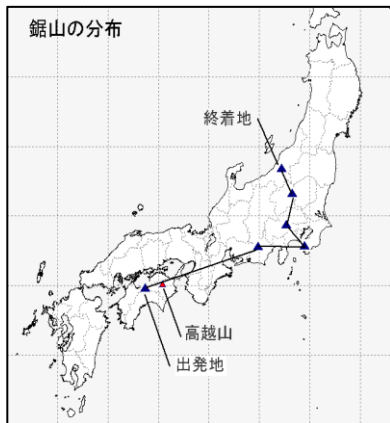 鋸山の分布
終着地
高越山
出発地